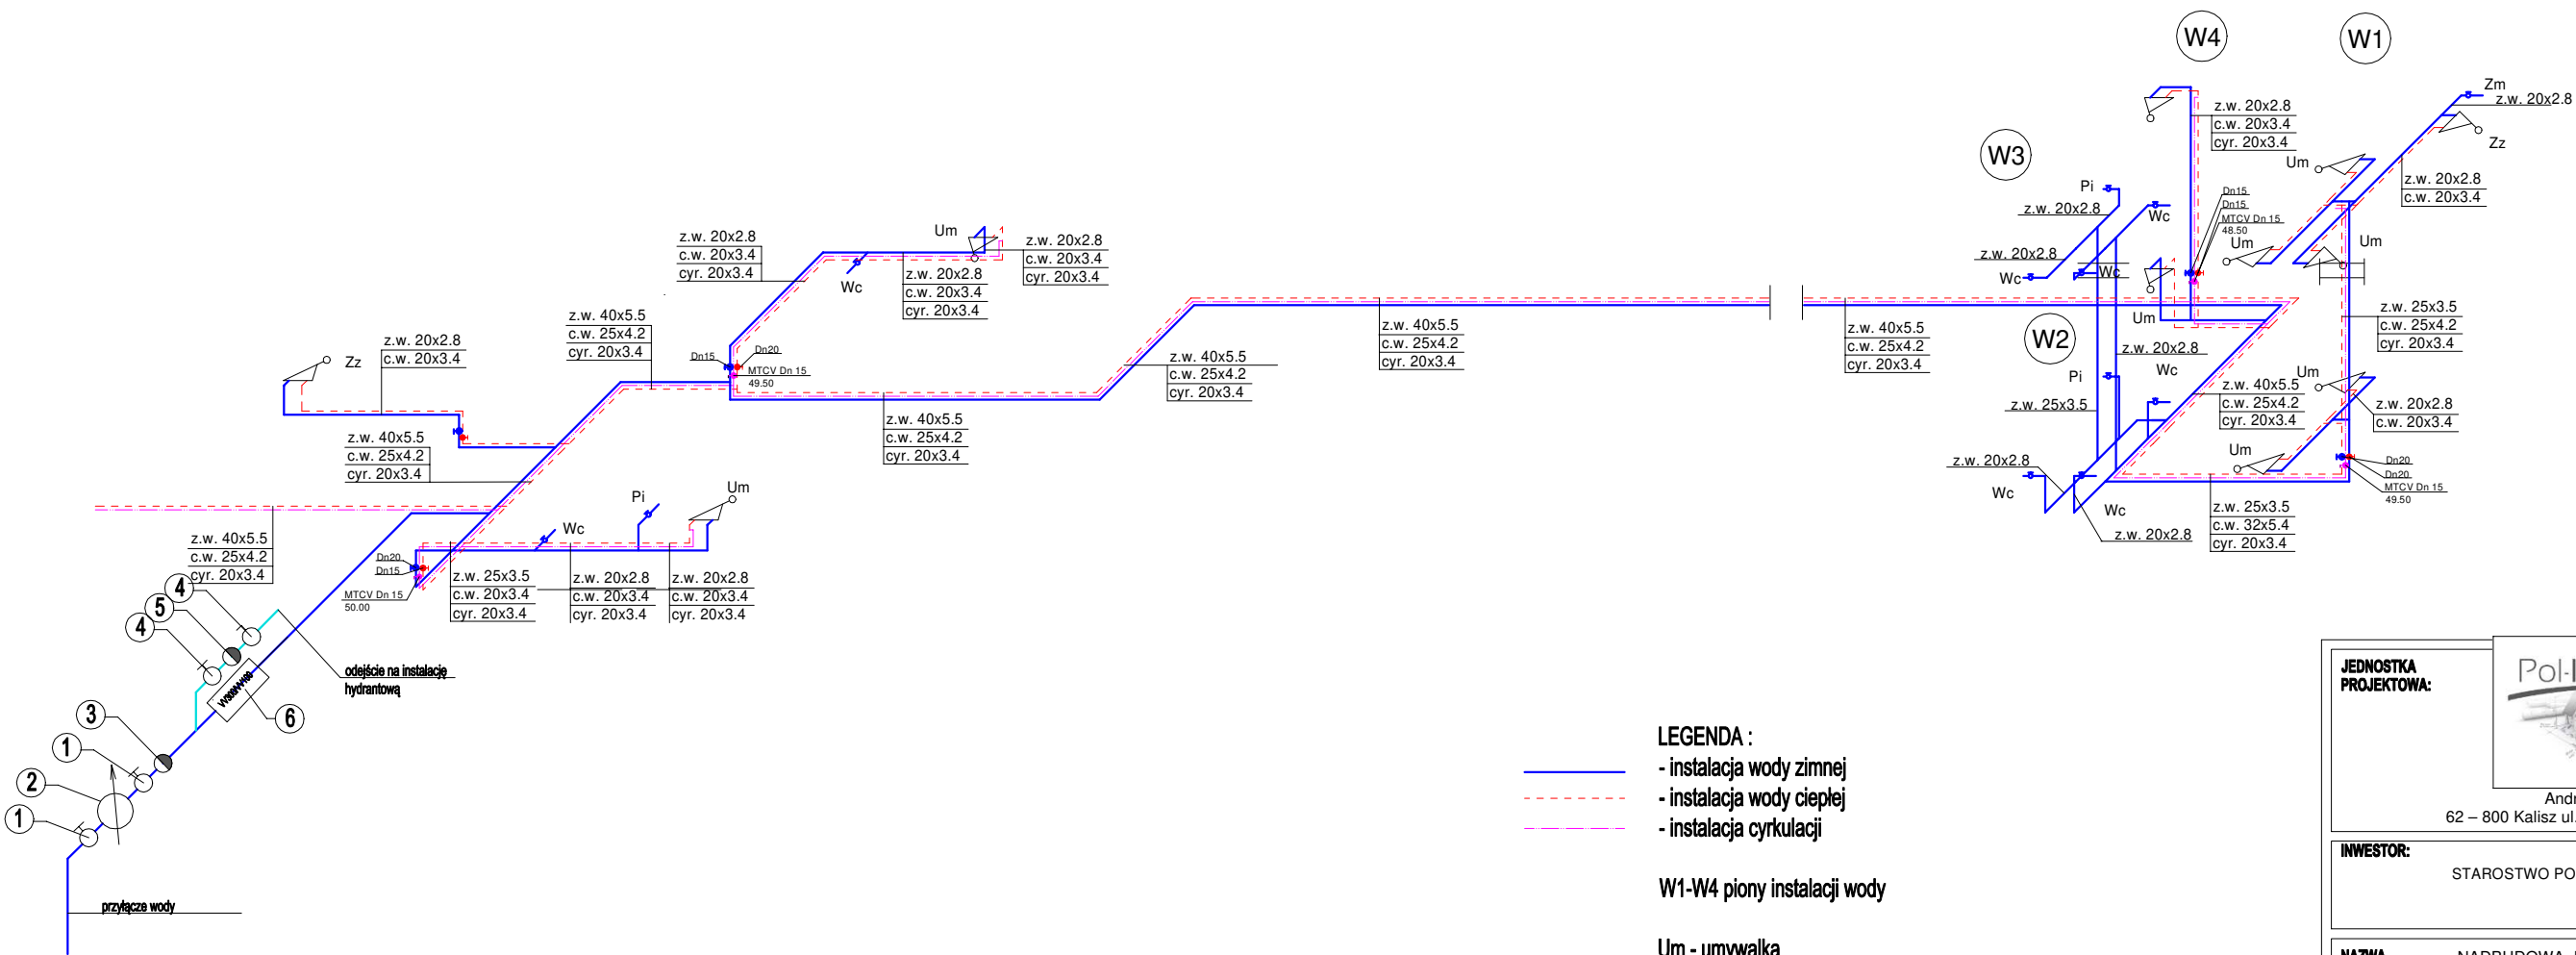 W4
W1
W3
W2
Zm
z.w. 20x2.8
Zz
z.w. 20x2.8
c.w. 20x3.4
cyr. 20x3.4
Um
z.w. 20x2.8
c.w. 20x3.4
Dn15
Dn15
MTCV Dn 15
48.50
Um
Um
Pi
z.w. 20x2.8
Wc
z.w. 20x2.8
Wc
Wc
Um
z.w. 20x2.8
c.w. 20x3.4
cyr. 20x3.4
Um
z.w. 20x2.8
c.w. 20x3.4
cyr. 20x3.4
Wc
z.w. 20x2.8
c.w. 20x3.4
cyr. 20x3.4
z.w. 40x5.5
c.w. 25x4.2
cyr. 20x3.4
Dn15
Dn20
MTCV Dn 15
49.50
z.w. 20x2.8
c.w. 20x3.4
Zz
z.w. 40x5.5
c.w. 25x4.2
cyr. 20x3.4
z.w. 40x5.5
c.w. 25x4.2
cyr. 20x3.4
z.w. 40x5.5
c.w. 25x4.2
cyr. 20x3.4
z.w. 25x3.5
c.w. 25x4.2
cyr. 20x3.4
z.w. 20x2.8
Pi
Wc
Um
z.w. 25x3.5
z.w. 40x5.5
c.w. 25x4.2
cyr. 20x3.4
z.w. 20x2.8
c.w. 20x3.4
z.w. 40x5.5
c.w. 25x4.2
cyr. 20x3.4
z.w. 40x5.5
c.w. 25x4.2
cyr. 20x3.4
Um
z.w. 20x2.8
Wc
Wc
z.w. 20x2.8
Dn20
Dn20
MTCV Dn 15
49.50
z.w. 25x3.5
c.w. 32x5.4
cyr. 20x3.4
Pi
Um
Wc
z.w. 40x5.5
c.w. 25x4.2
cyr. 20x3.4
Dn20
Dn15
MTCV Dn 15
50.00
z.w. 25x3.5
c.w. 20x3.4
cyr. 20x3.4
z.w. 20x2.8
c.w. 20x3.4
cyr. 20x3.4
z.w. 20x2.8
c.w. 20x3.4
cyr. 20x3.4
4
5
4
odejście na instalację
hydrantową
3
6
1
2
1
przyłącze wody
LEGENDA :
- instalacja wody zimnej
- instalacja wody ciepłej
- instalacja cyrkulacji
W1-W4 piony instalacji wody
Um - umywalka
JEDNOSTKA
PROJEKTOWA:
Pol-
Andr
62 – 800 Kalisz ul.
INWESTOR:
STAROSTWO PO
NAZWA
NADBUDOWA